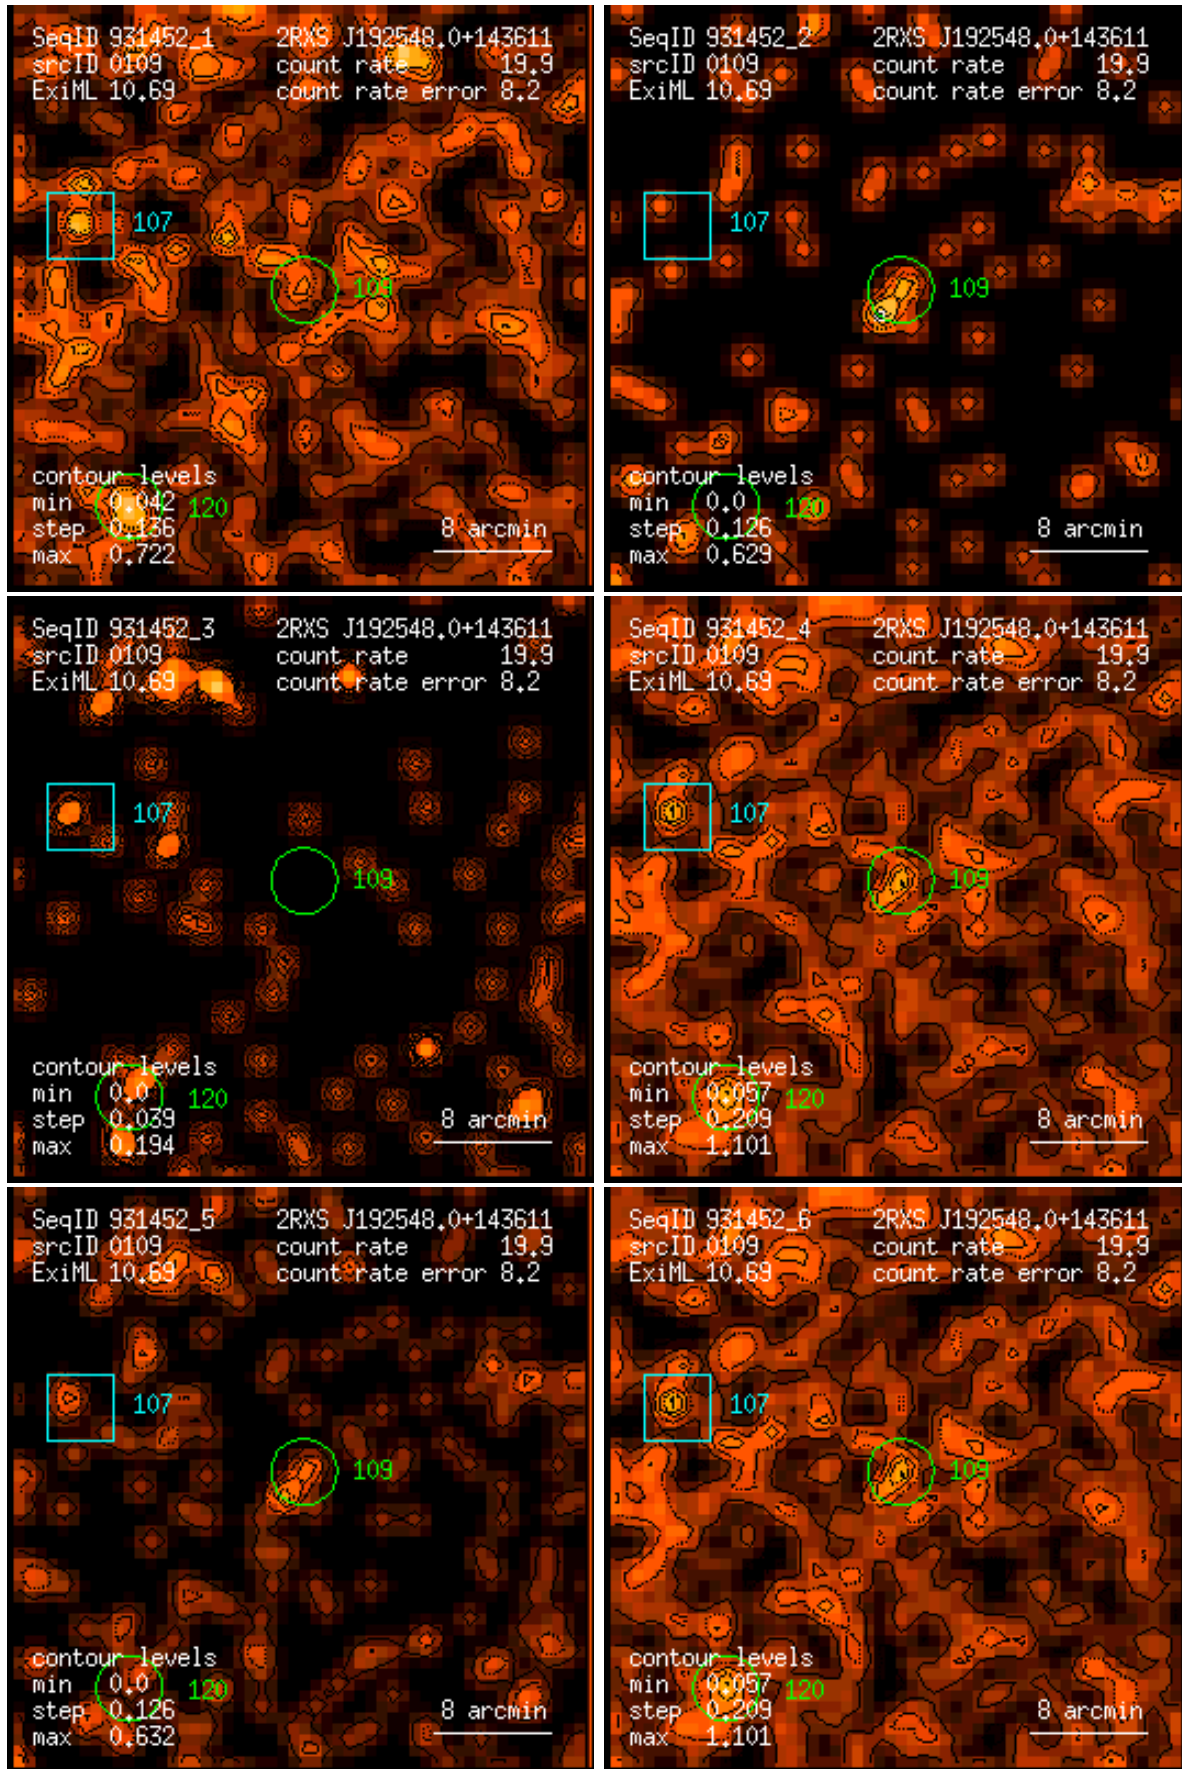 SeqID 931452_1 2RXS J192548.0+143611
srcID 0109 count rate 19.9
ExiML 10.69 count rate error 8.2
107
109
contour levels
min 0.042 120
step 0.136 8 arcmin
max 0.722
SeqID 931452_2 2RXS J192548.0+143611
srcID 0109 count rate 19.9
ExiML 10.69 count rate error 8.2
107
109
contour levels
min 0.0 120
step 0.126 8 arcmin
max 0.629
SeqID 931452_3 2RXS J192548.0+143611
srcID 0109 count rate 19.9
ExiML 10.69 count rate error 8.2
107
109
contour levels
min 0.0 120
step 0.039 8 arcmin
max 0.194
SeqID 931452_4 2RXS J192548.0+143611
srcID 0109 count rate 19.9
ExiML 10.69 count rate error 8.2
107
109
contour levels
min 0.057 120
step 0.209 8 arcmin
max 1.101
SeqID 931452_5 2RXS J192548.0+143611
srcID 0109 count rate 19.9
ExiML 10.69 count rate error 8.2
107
109
contour levels
min 0.0 120
step 0.126 8 arcmin
max 0.632
SeqID 931452_6 2RXS J192548.0+143611
srcID 0109 count rate 19.9
ExiML 10.69 count rate error 8.2
107
109
contour levels
min 0.057 120
step 0.209 8 arcmin
max 1.101